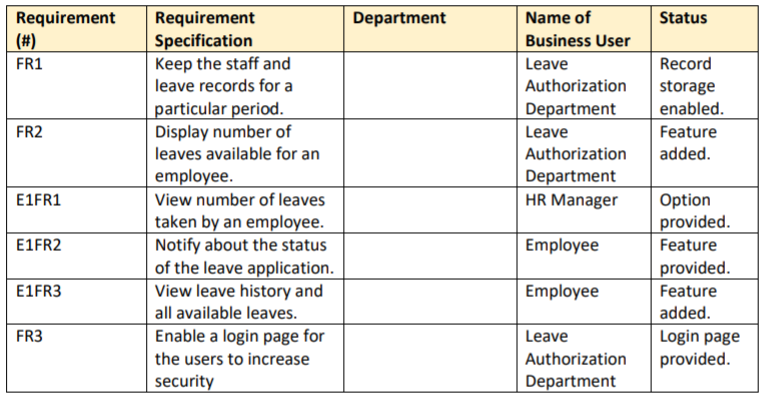 Requirement (#) Requirement Specification Department Name of Business User Status
FR1 Keep the staff and leave records for a particular period. Leave Authorization Department Record storage enabled.
FR2 Display number of leaves available for an employee. Leave Authorization Department Feature added.
E1FR1 View number of leaves taken by an employee. HR Manager Option provided.
E1FR2 Notify about the status of the leave application. Employee Feature provided.
E1FR3 View leave history and all available leaves. Employee Feature added.
FR3 Enable a login page for the users to increase security Leave Authorization Department Login page provided.